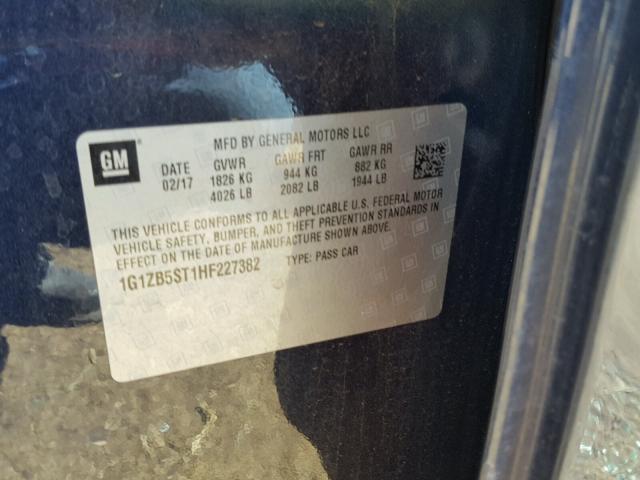 GM
MFD BY GENERAL MOTORS LLC
DATE GVWR GAWR FRT GAWR RR
02/17 1826 KG 944 KG 882 KG
4026 LB 2082 LB 1944 LB
THIS VEHICLE CONFORMS TO ALL APPLICABLE U.S. FEDERAL MOTOR
VEHICLE SAFETY, BUMPER, AND THEFT PREVENTION STANDARDS IN
EFFECT ON THE DATE OF MANUFACTURE SHOWN ABOVE.
1G1ZB5ST1HF227382 TYPE: PASS CAR